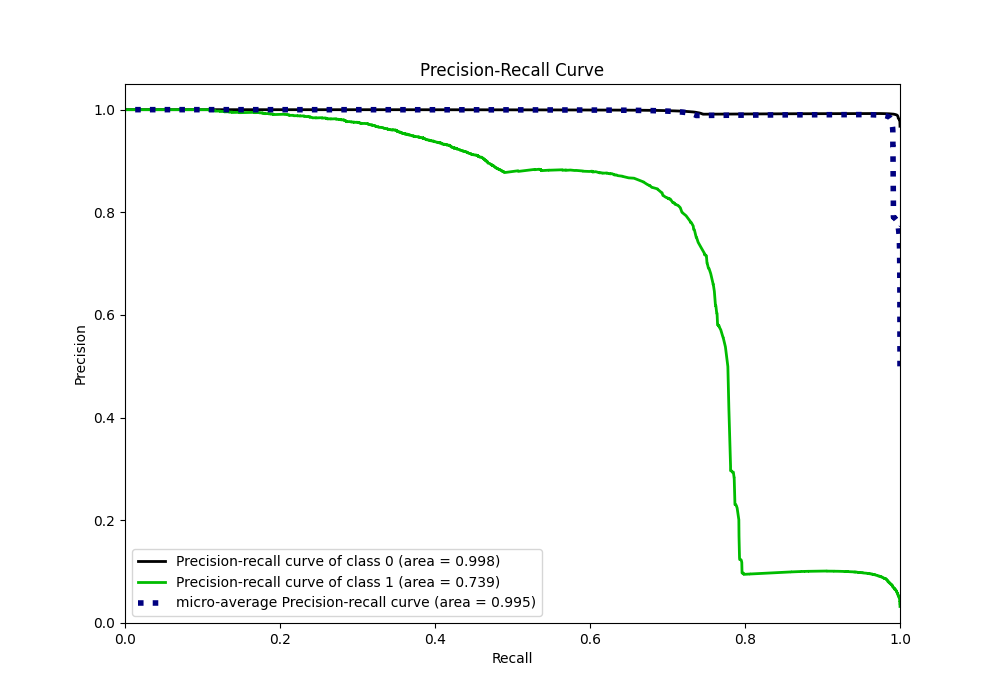 Precision-Recall Curve
1.0
0.8
0.6
0.4
0.2
0.0
Precision
Precision-recall curve of class 0 (area = 0.998)
Precision-recall curve of class 1 (area = 0.739)
micro-average Precision-recall curve (area = 0.995)
0.0 0.2 0.4 0.6 0.8 1.0
Recall